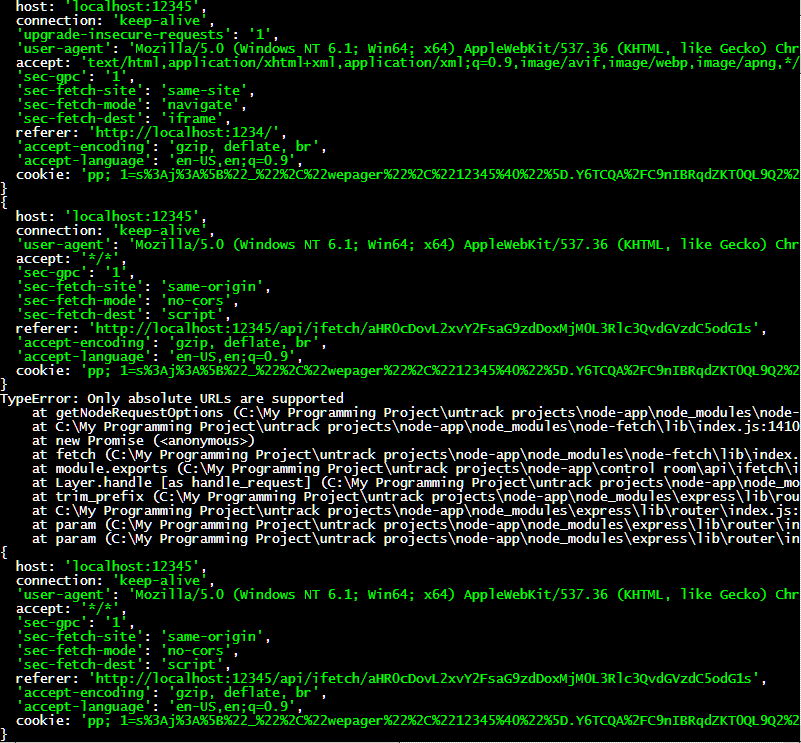 host: 'localhost:12345',
connection: 'keep-alive',
'upgrade-insecure-requests': '1',
'user-agent': 'Mozilla/5.0 (Windows NT 6.1; Win64; x64) AppleWebKit/537.36 (KHTML, like Gecko) Chr
accept: 'text/html,application/xhtml+xml,application/xml;q=0.9,image/avif,image/webp,image/apng,*/
'sec-gpc': '1',
'sec-fetch-site': 'same-site',
'sec-fetch-mode': 'navigate',
'sec-fetch-dest': 'iframe',
referer: 'http://localhost:1234/',
'accept-encoding': 'gzip, deflate, br',
'accept-language': 'en-US,en;q=0.9',
cookie: 'pp; 1=s%3Aj%3A%5B%22_%22%2C%22wepager%22%2C%2212345%40%22%5D.Y6TCQA%2FC9nIBRqdZKT0QL9Q2%2
}
{
host: 'localhost:12345',
connection: 'keep-alive',
'user-agent': 'Mozilla/5.0 (Windows NT 6.1; Win64; x64) AppleWebKit/537.36 (KHTML, like Gecko) Chr
accept: '*/*',
'sec-gpc': '1',
'sec-fetch-site': 'same-origin',
'sec-fetch-mode': 'no-cors',
'sec-fetch-dest': 'script',
referer: 'http://localhost:12345/api/ifetch/aHR0cDovL2xvY2FsaG9zdDoxMjM0L3Rlc3QvdGVzdC5odG1s',
'accept-encoding': 'gzip, deflate, br',
'accept-language': 'en-US,en;q=0.9',
cookie: 'pp; 1=s%3Aj%3A%5B%22_%22%2C%22wepager%22%2C%2212345%40%22%5D.Y6TCQA%2FC9nIBRqdZKT0QL9Q2%2
}
TypeError: Only absolute URLs are supported
at getNodeRequestOptions (C:\My Programming Project\untrack projects\node-app\node_modules\node-
at C:\My Programming Project\untrack projects\node-app\node_modules\node-fetch\lib\index.js:1410
at new Promise (<anonymous>)
at fetch (C:\My Programming Project\untrack projects\node-app\node_modules\node-fetch\lib\index.
at module.exports (C:\My Programming Project\untrack projects\node-app\control room\api\ifetch\i
at Layer.handle [as handle_request] (C:\My Programming Project\untrack projects\node-app\node_mo
at trim_prefix (C:\My Programming Project\untrack projects\node-app\node_modules\express\lib\rou
at C:\My Programming Project\untrack projects\node-app\node_modules\express\lib\router\index.js:
at param (C:\My Programming Project\untrack projects\node-app\node_modules\express\lib\router\in
at param (C:\My Programming Project\untrack projects\node-app\node_modules\express\lib\router\in
{
host: 'localhost:12345',
connection: 'keep-alive',
'user-agent': 'Mozilla/5.0 (Windows NT 6.1; Win64; x64) AppleWebKit/537.36 (KHTML, like Gecko) Chr
accept: '*/*',
'sec-gpc': '1',
'sec-fetch-site': 'same-origin',
'sec-fetch-mode': 'no-cors',
'sec-fetch-dest': 'script',
referer: 'http://localhost:12345/api/ifetch/aHR0cDovL2xvY2FsaG9zdDoxMjM0L3Rlc3QvdGVzdC5odG1s',
'accept-encoding': 'gzip, deflate, br',
'accept-language': 'en-US,en;q=0.9',
cookie: 'pp; 1=s%3Aj%3A%5B%22_%22%2C%22wepager%22%2C%2212345%40%22%5D.Y6TCQA%2FC9nIBRqdZKT0QL9Q2%2
}